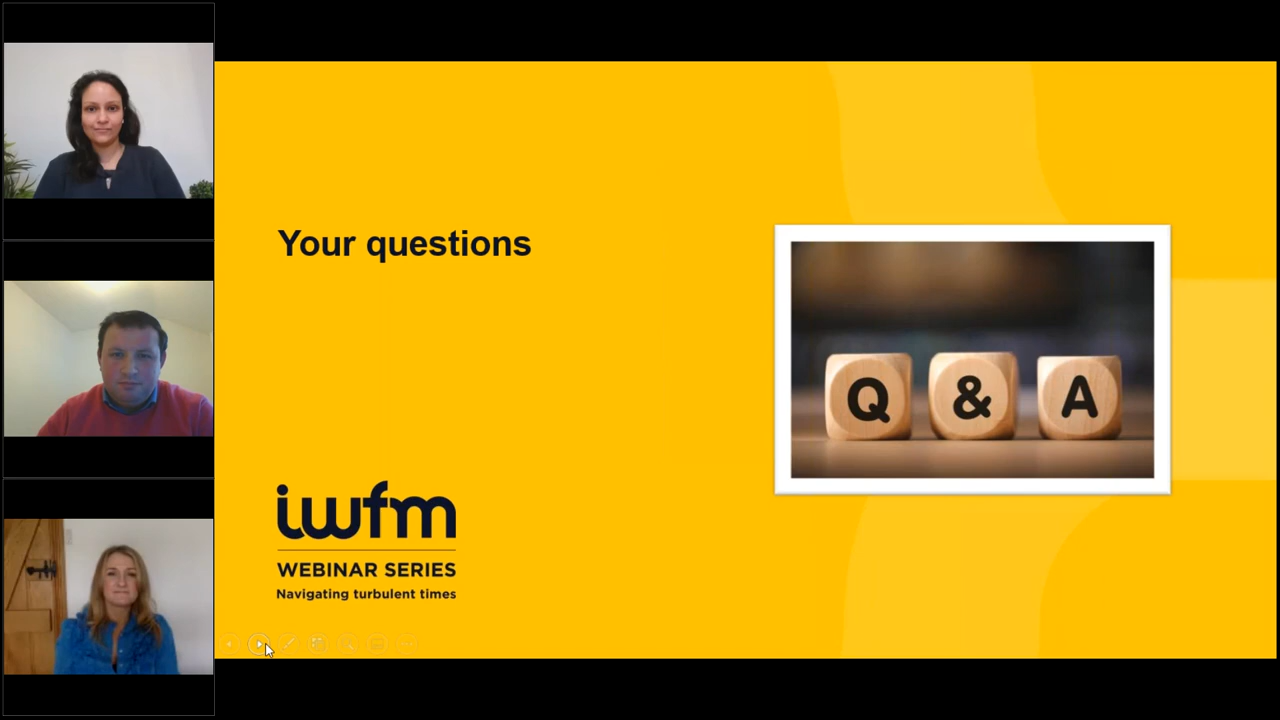 Your questions
Q & A
iwfm
WEBINAR SERIES
Navigating turbulent times